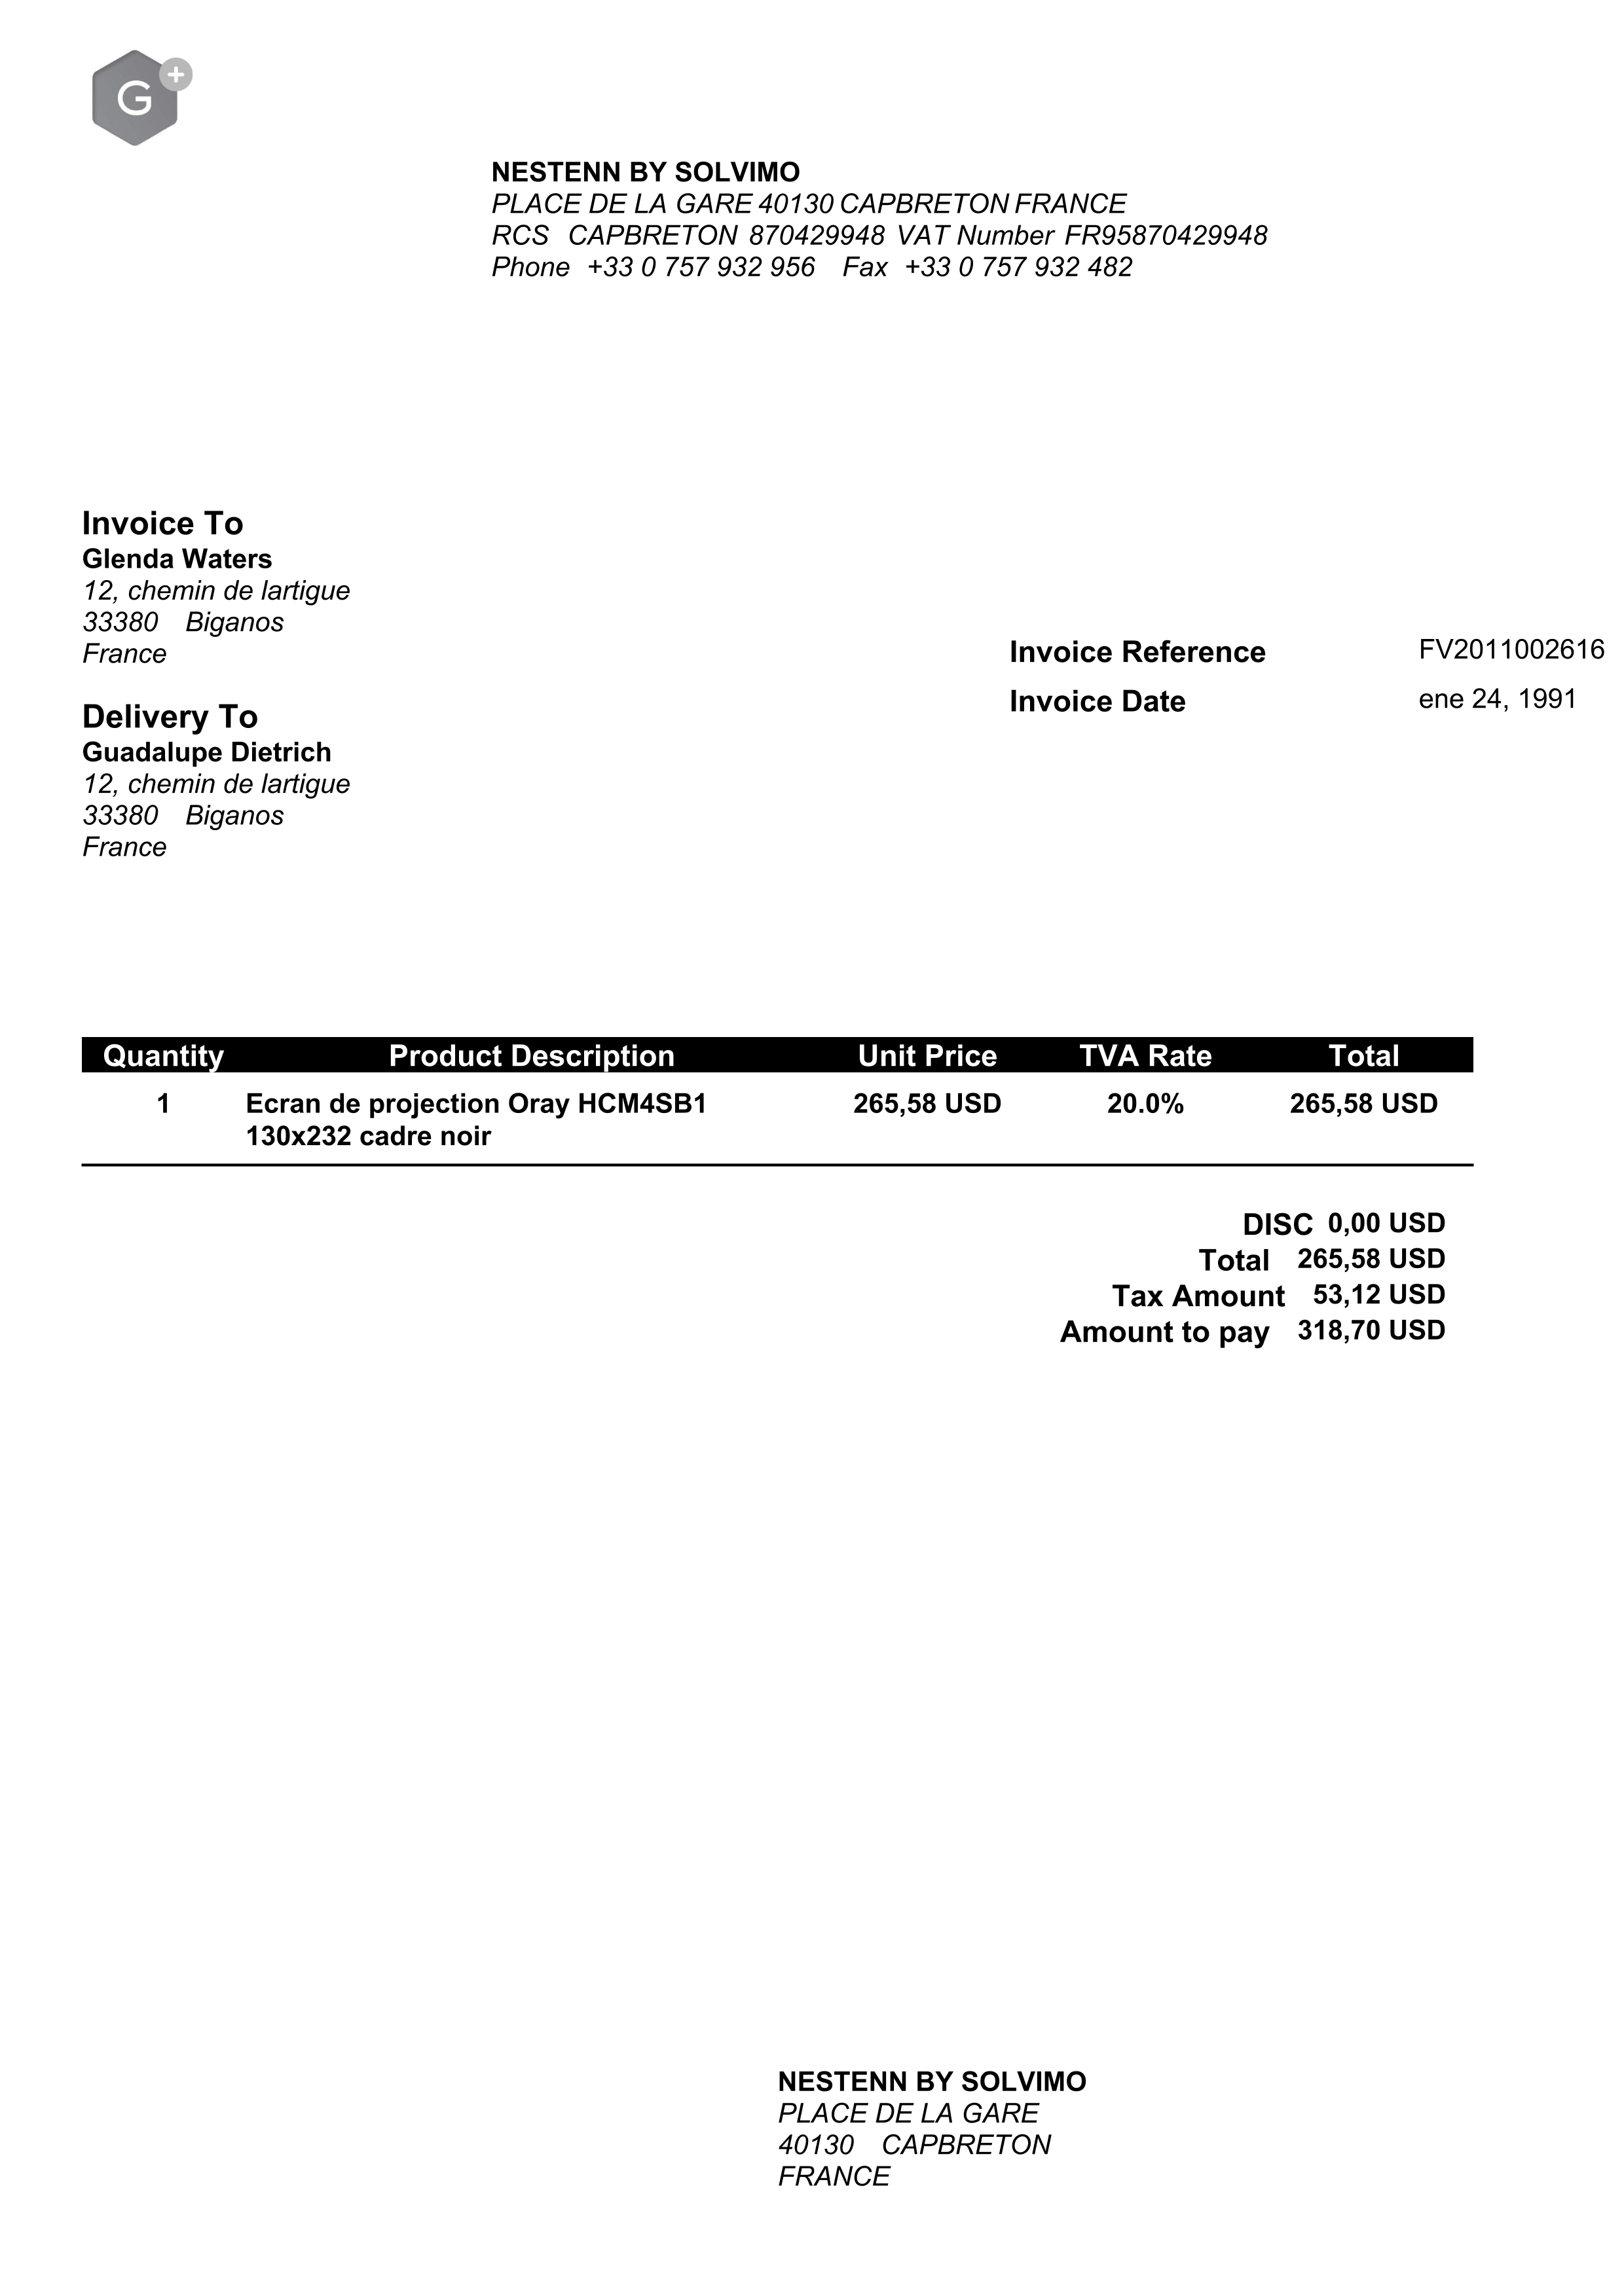 G+
NESTENN BY SOLVIMO
PLACE DE LA GARE 40130 CAPBRETON FRANCE
RCS CAPBRETON 870429948 VAT Number FR95870429948
Phone +33 0 757 932 956 Fax +33 0 757 932 482
Invoice To
Glenda Waters
12, chemin de lartigue
33380 Biganos
France
Invoice Reference FV2011002616
Invoice Date ene 24, 1991
Delivery To
Guadalupe Dietrich
12, chemin de lartigue
33380 Biganos
France
Quantity Product Description Unit Price TVA Rate Total
1 Ecran de projection Oray HCM4SB1 265,58 USD 20.0% 265,58 USD
130x232 cadre noir
DISC 0,00 USD
Total 265,58 USD
Tax Amount 53,12 USD
Amount to pay 318,70 USD
NESTENN BY SOLVIMO
PLACE DE LA GARE
40130 CAPBRETON
FRANCE